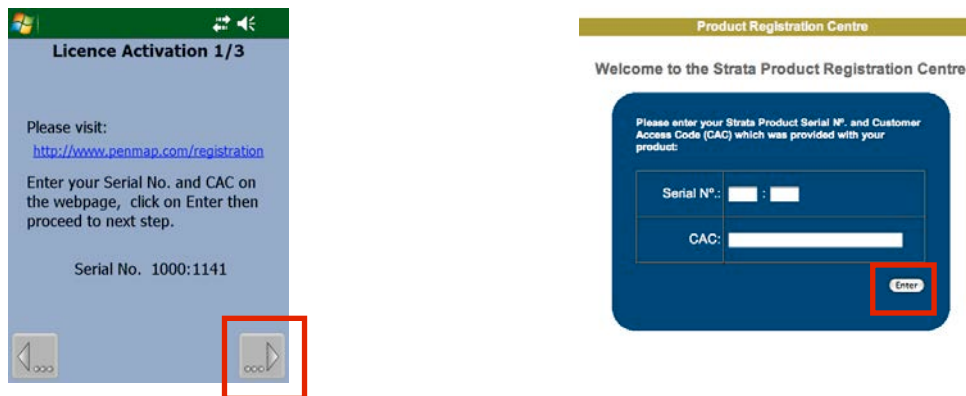 Licence Activation 1/3
Please visit:
http://www.penmap.com/registration
Enter your Serial No. and CAC on
the webpage, click on Enter then
proceed to next step.
Serial No. 1000:1141
Product Registration Centre
Welcome to the Strata Product Registration Centre
Please enter your Strata Product Serial Nº. and Customer
Access Code (CAC) which was provided with your
product:
Serial Nº.: :
CAC:
Enter